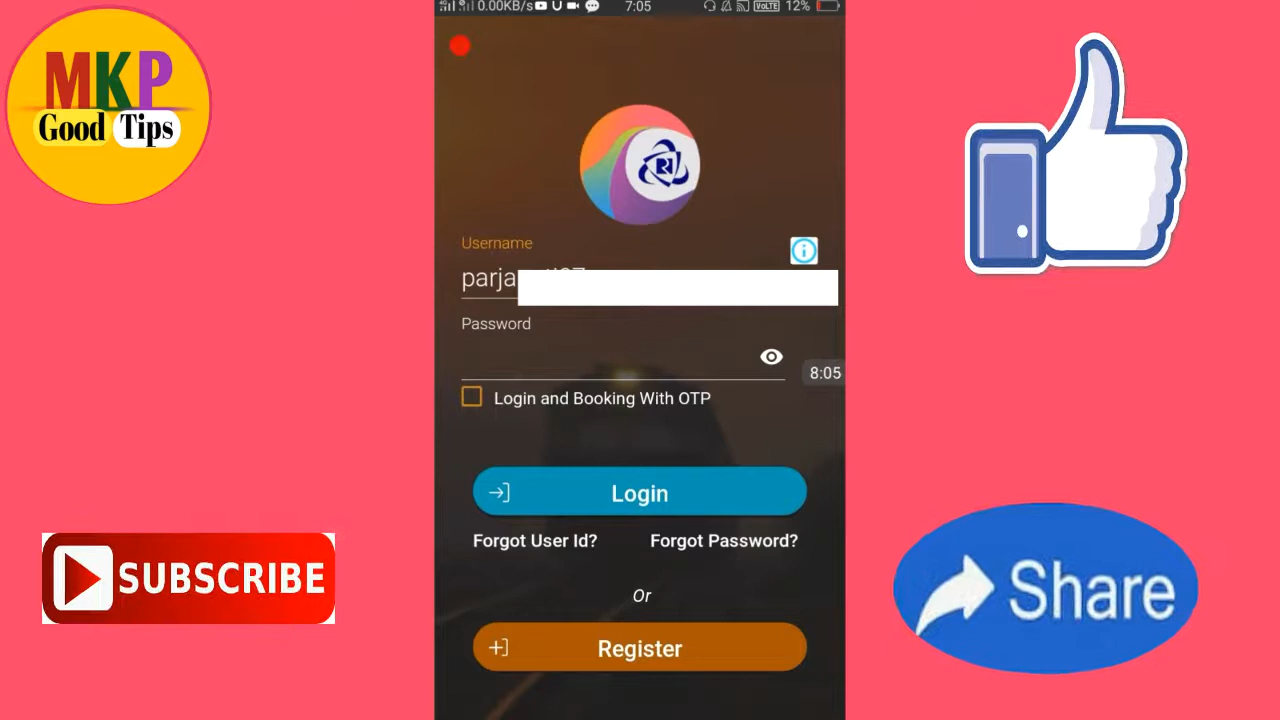 MKP
Good Tips
0.00KB/s
7:05
VoLTE
12%
Username
parja
Password
8:05
Login and Booking With OTP
Login
Forgot User Id?
Forgot Password?
Or
Register
SUBSCRIBE
Share